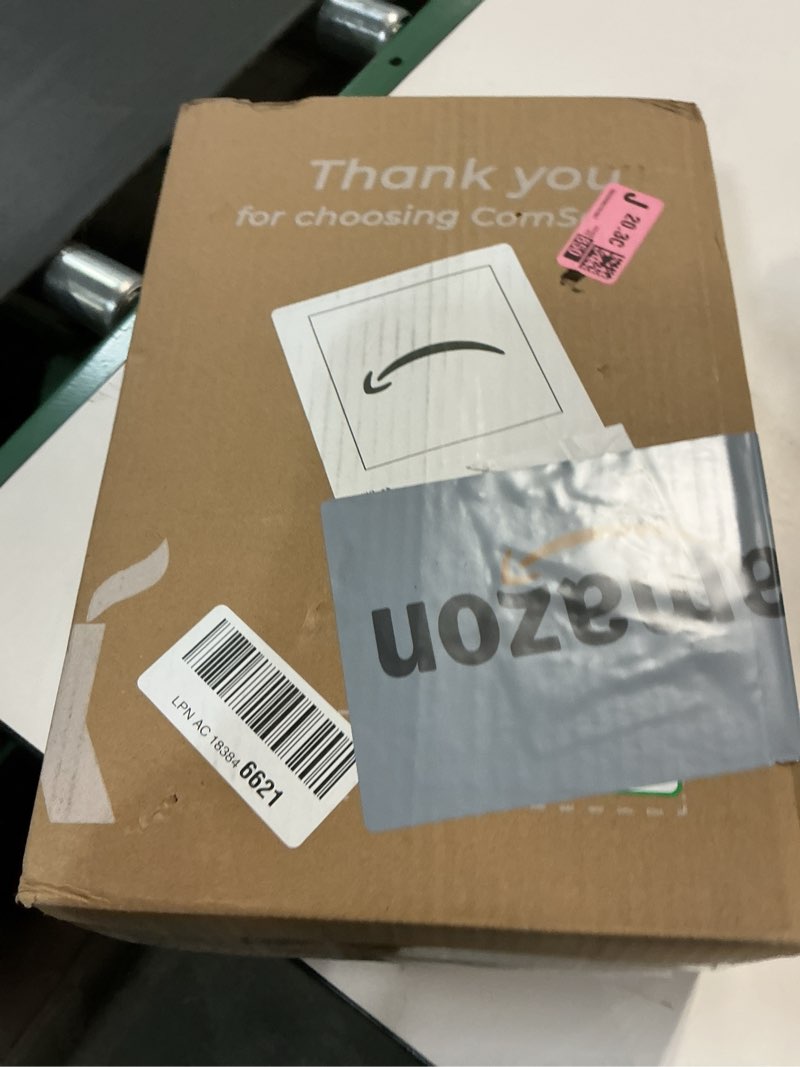 Thank you
for choosing ComS
J 20.3C
amazon
LPN AC 18384 6621